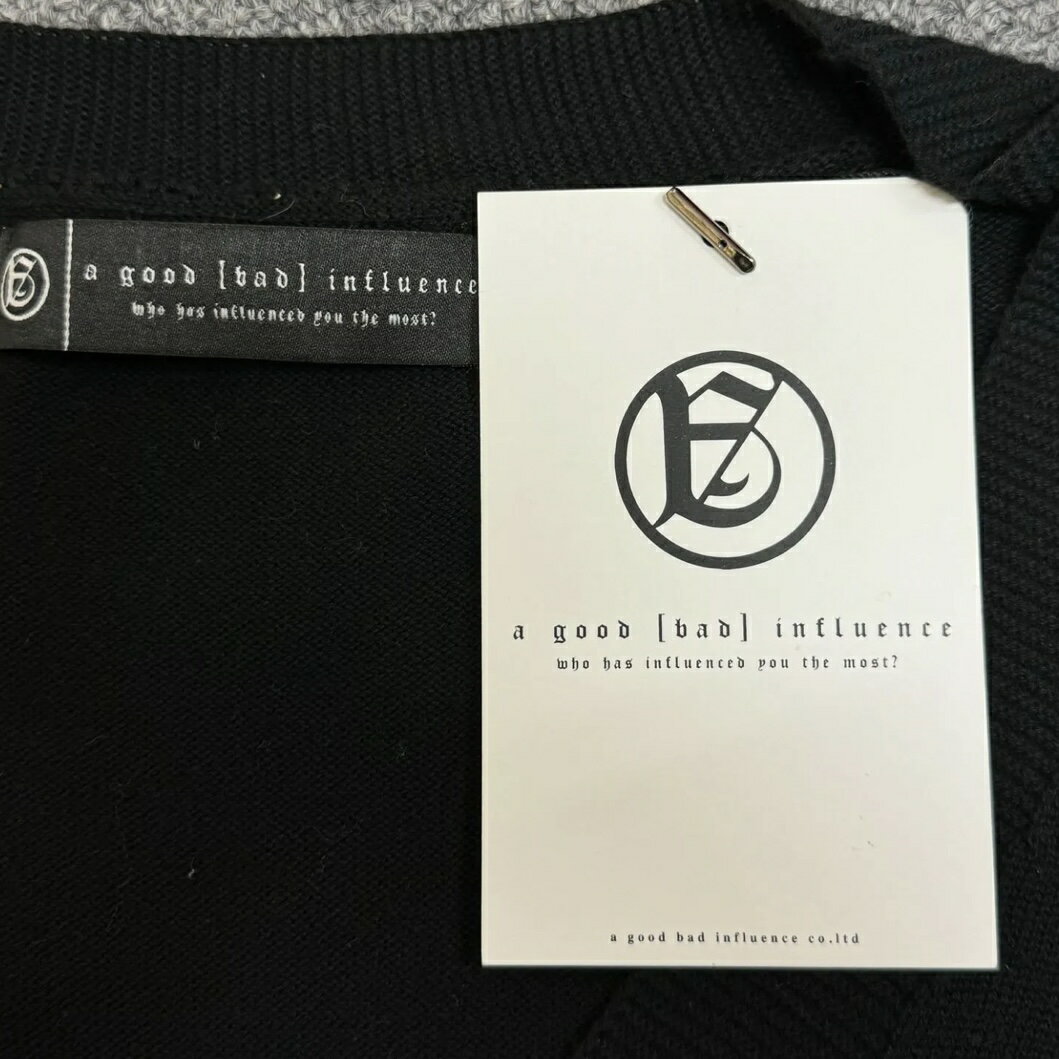 a good [bad] influence
who has influenced you the most?
a good [bad] influence
who has influenced you the most?
a good bad influence co.ltd